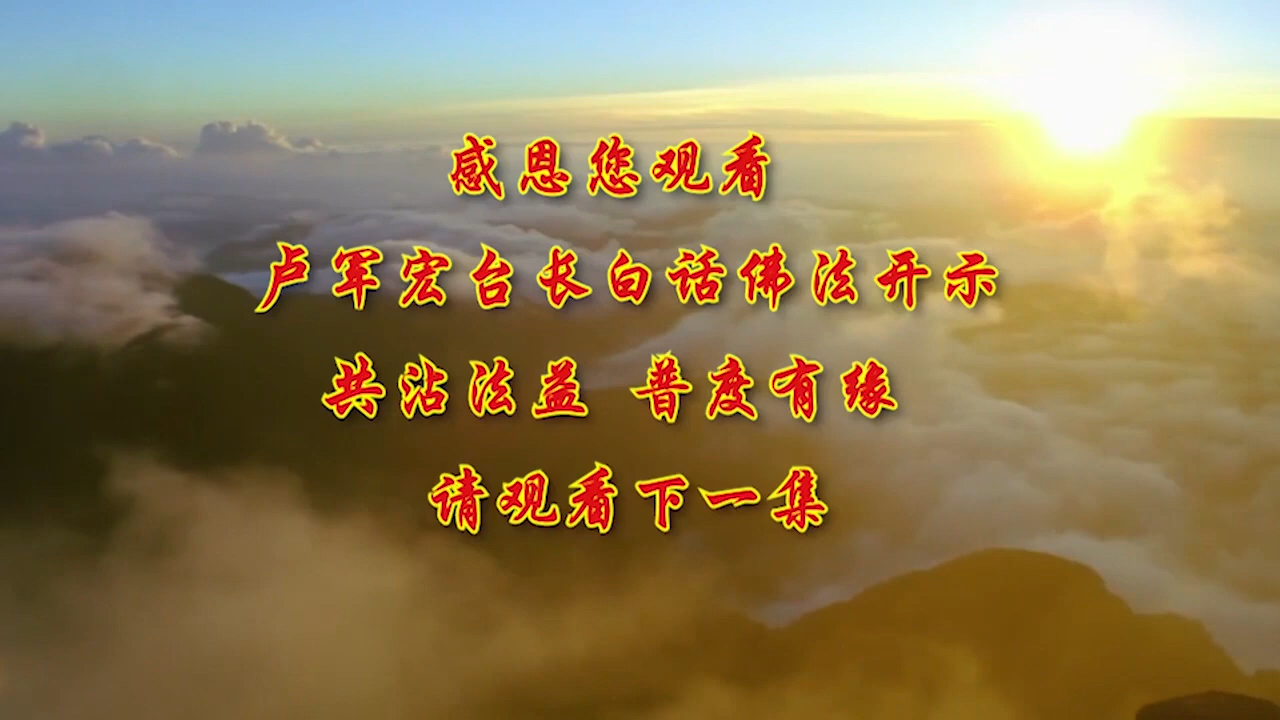 感恩您观看
卢军宏台长白话佛法开示
共沾法益 普度有缘
请观看下一集